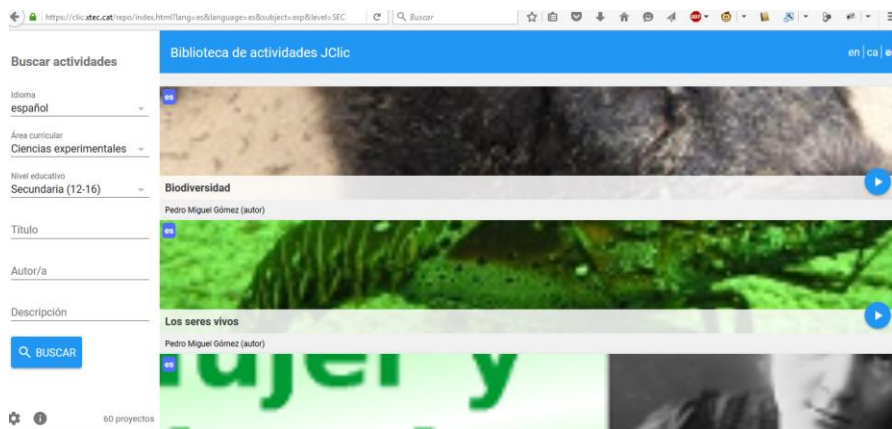 https://clic.xtec.cat/repo/index.html?lang=es&language=es&subject=exp&level=SEC
Buscar
Buscar actividades
Biblioteca de actividades JClic
en | ca | e
Idioma
español
Área curricular
Ciencias experimentales
Nivel educativo
Secundaria (12-16)
Título
Autor/a
Descripción
BUSCAR
60 proyectos
es
Biodiversidad
Pedro Miguel Gómez (autor)
es
Los seres vivos
Pedro Miguel Gómez (autor)
es
ujer y